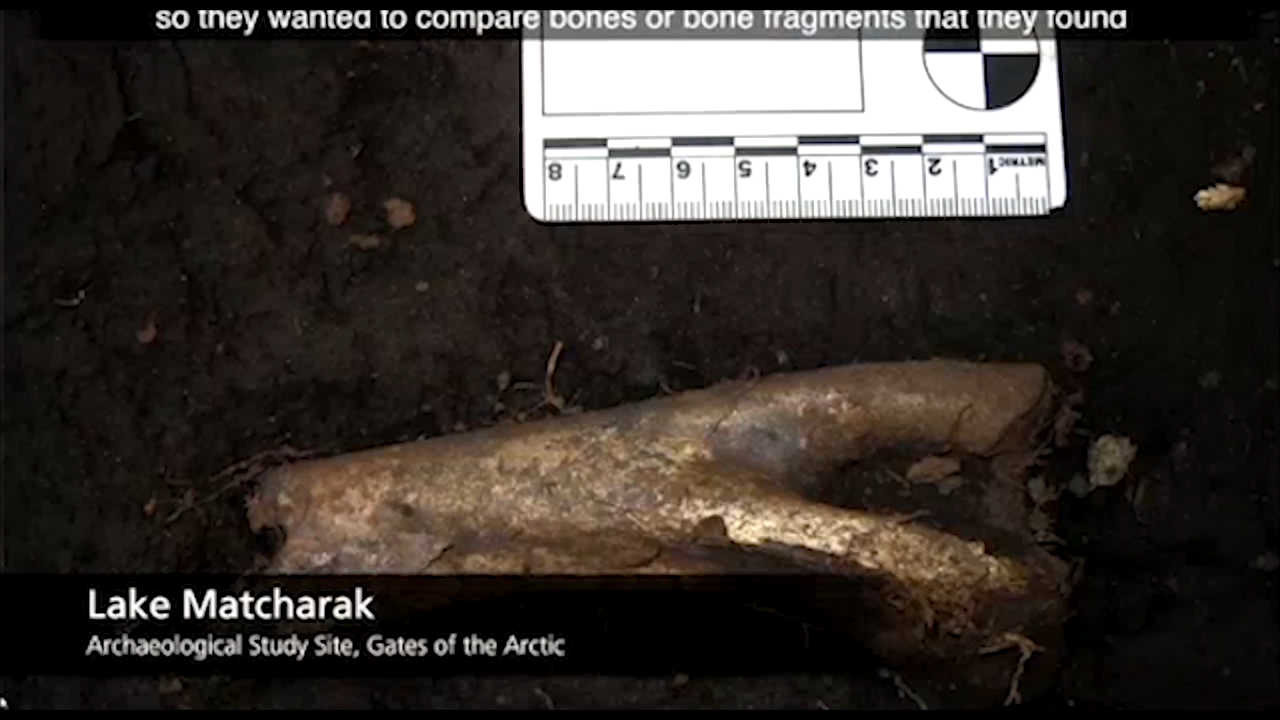 so they wanted to compare bones or bone fragments that they found
8 7 6 5 4 3 2 1 METRIC
Lake Matcharak
Archaeological Study Site, Gates of the Arctic